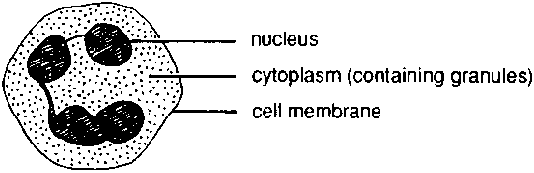 nucleus
cytoplasm (containing granules)
cell membrane